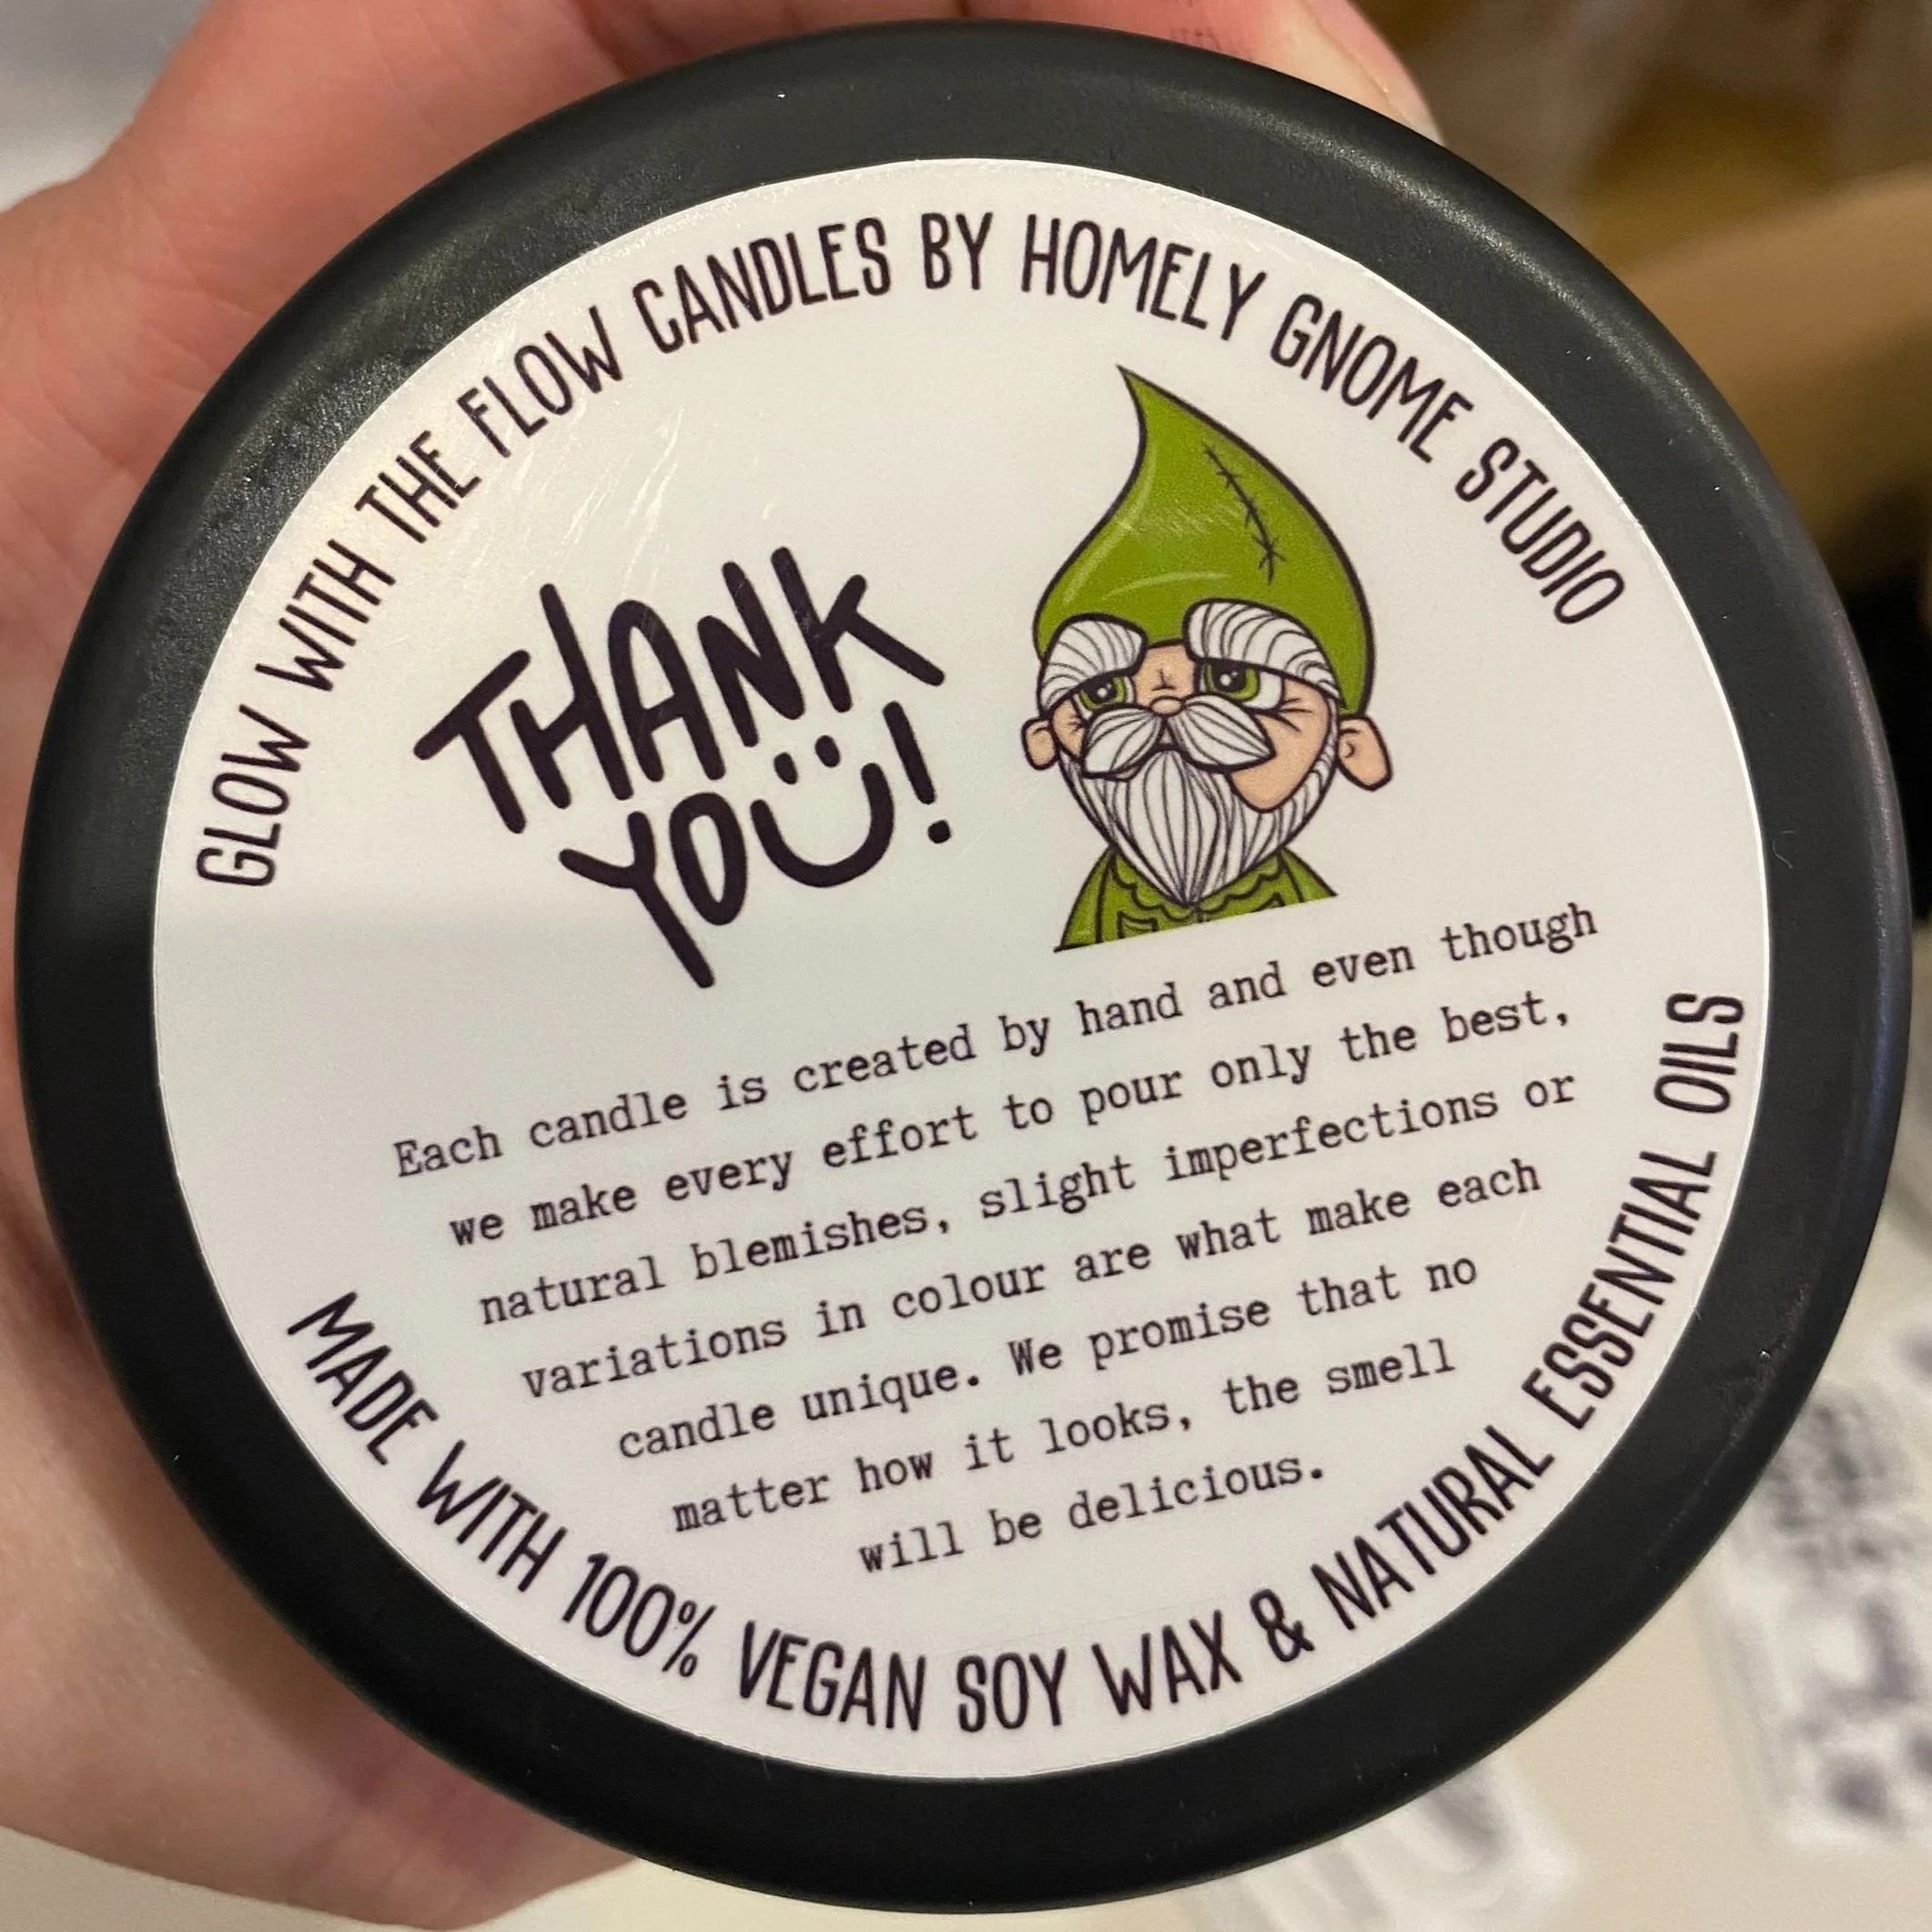 GLOW WITH THE FLOW CANDLES BY HOMELY GNOME STUDIO
THANK
YOU!
Each candle is created by hand and even though
we make every effort to pour only the best,
natural blemishes, slight imperfections or
variations in colour are what make each
candle unique. We promise that no
matter how it looks, the smell
will be delicious.
MADE WITH 100% VEGAN SOY WAX & NATURAL ESSENTIAL OILS